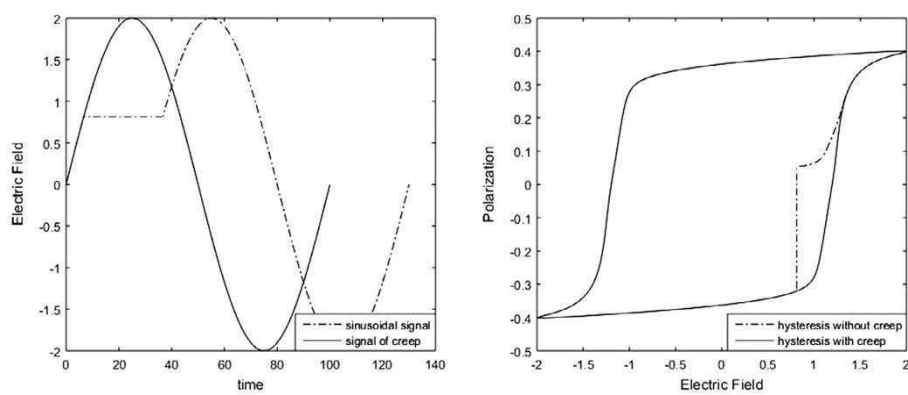 2
1.5
1
0.5
0
-0.5
-1
-1.5
-2
0 20 40 60 80 100 120 140
Electric Field
time
sinusoidal signal
signal of creep
0.5
0.4
0.3
0.2
0.1
0
-0.1
-0.2
-0.3
-0.4
-0.5
-2 -1.5 -1 -0.5 0 0.5 1 1.5 2
Polarization
Electric Field
hysteresis without creep
hysteresis with creep